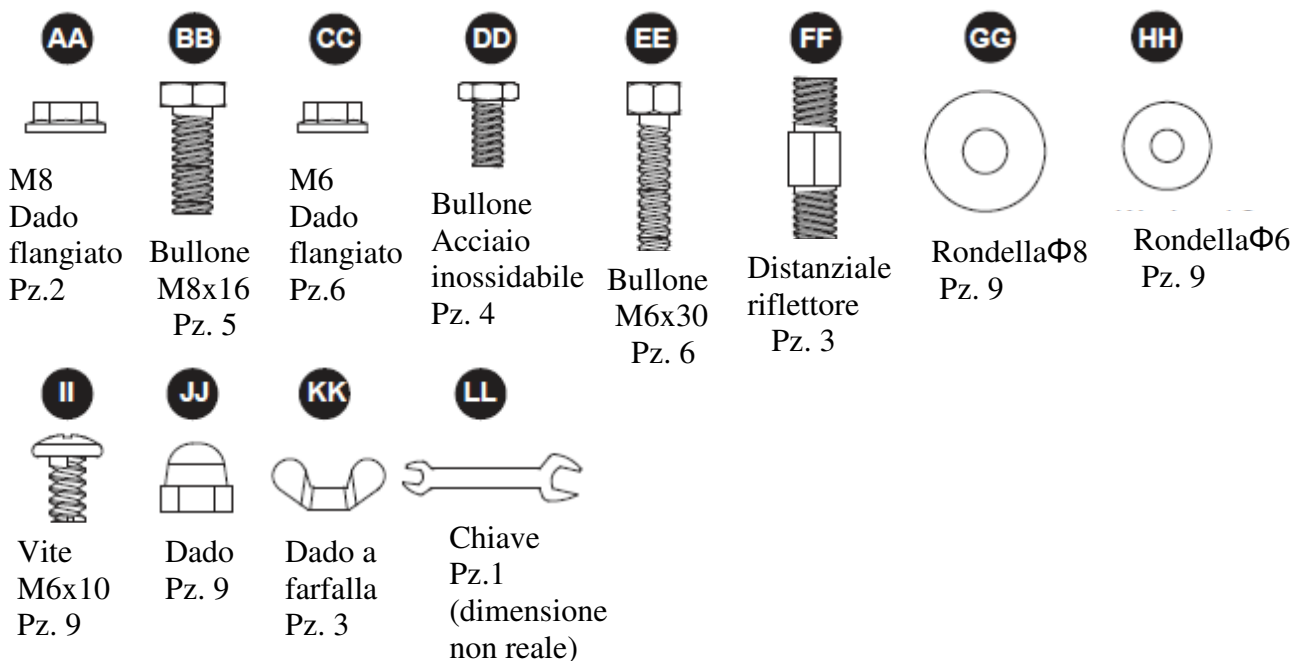 AA
BB
CC
DD
EE
FF
GG
HH
M8
Dado
flangiato
Pz.2
Bullone
M8x16
Pz. 5
M6
Dado
flangiato
Pz.6
Bullone
Acciaio
inossidabile
Pz. 4
Bullone
M6x30
Pz. 6
Distanziale
riflettore
Pz. 3
RondellaΦ8
Pz. 9
RondellaΦ6
Pz. 9
II
JJ
KK
LL
Vite
M6x10
Pz. 9
Dado
Pz. 9
Dado a
farfalla
Pz. 3
Chiave
Pz.1
(dimensione
non reale)